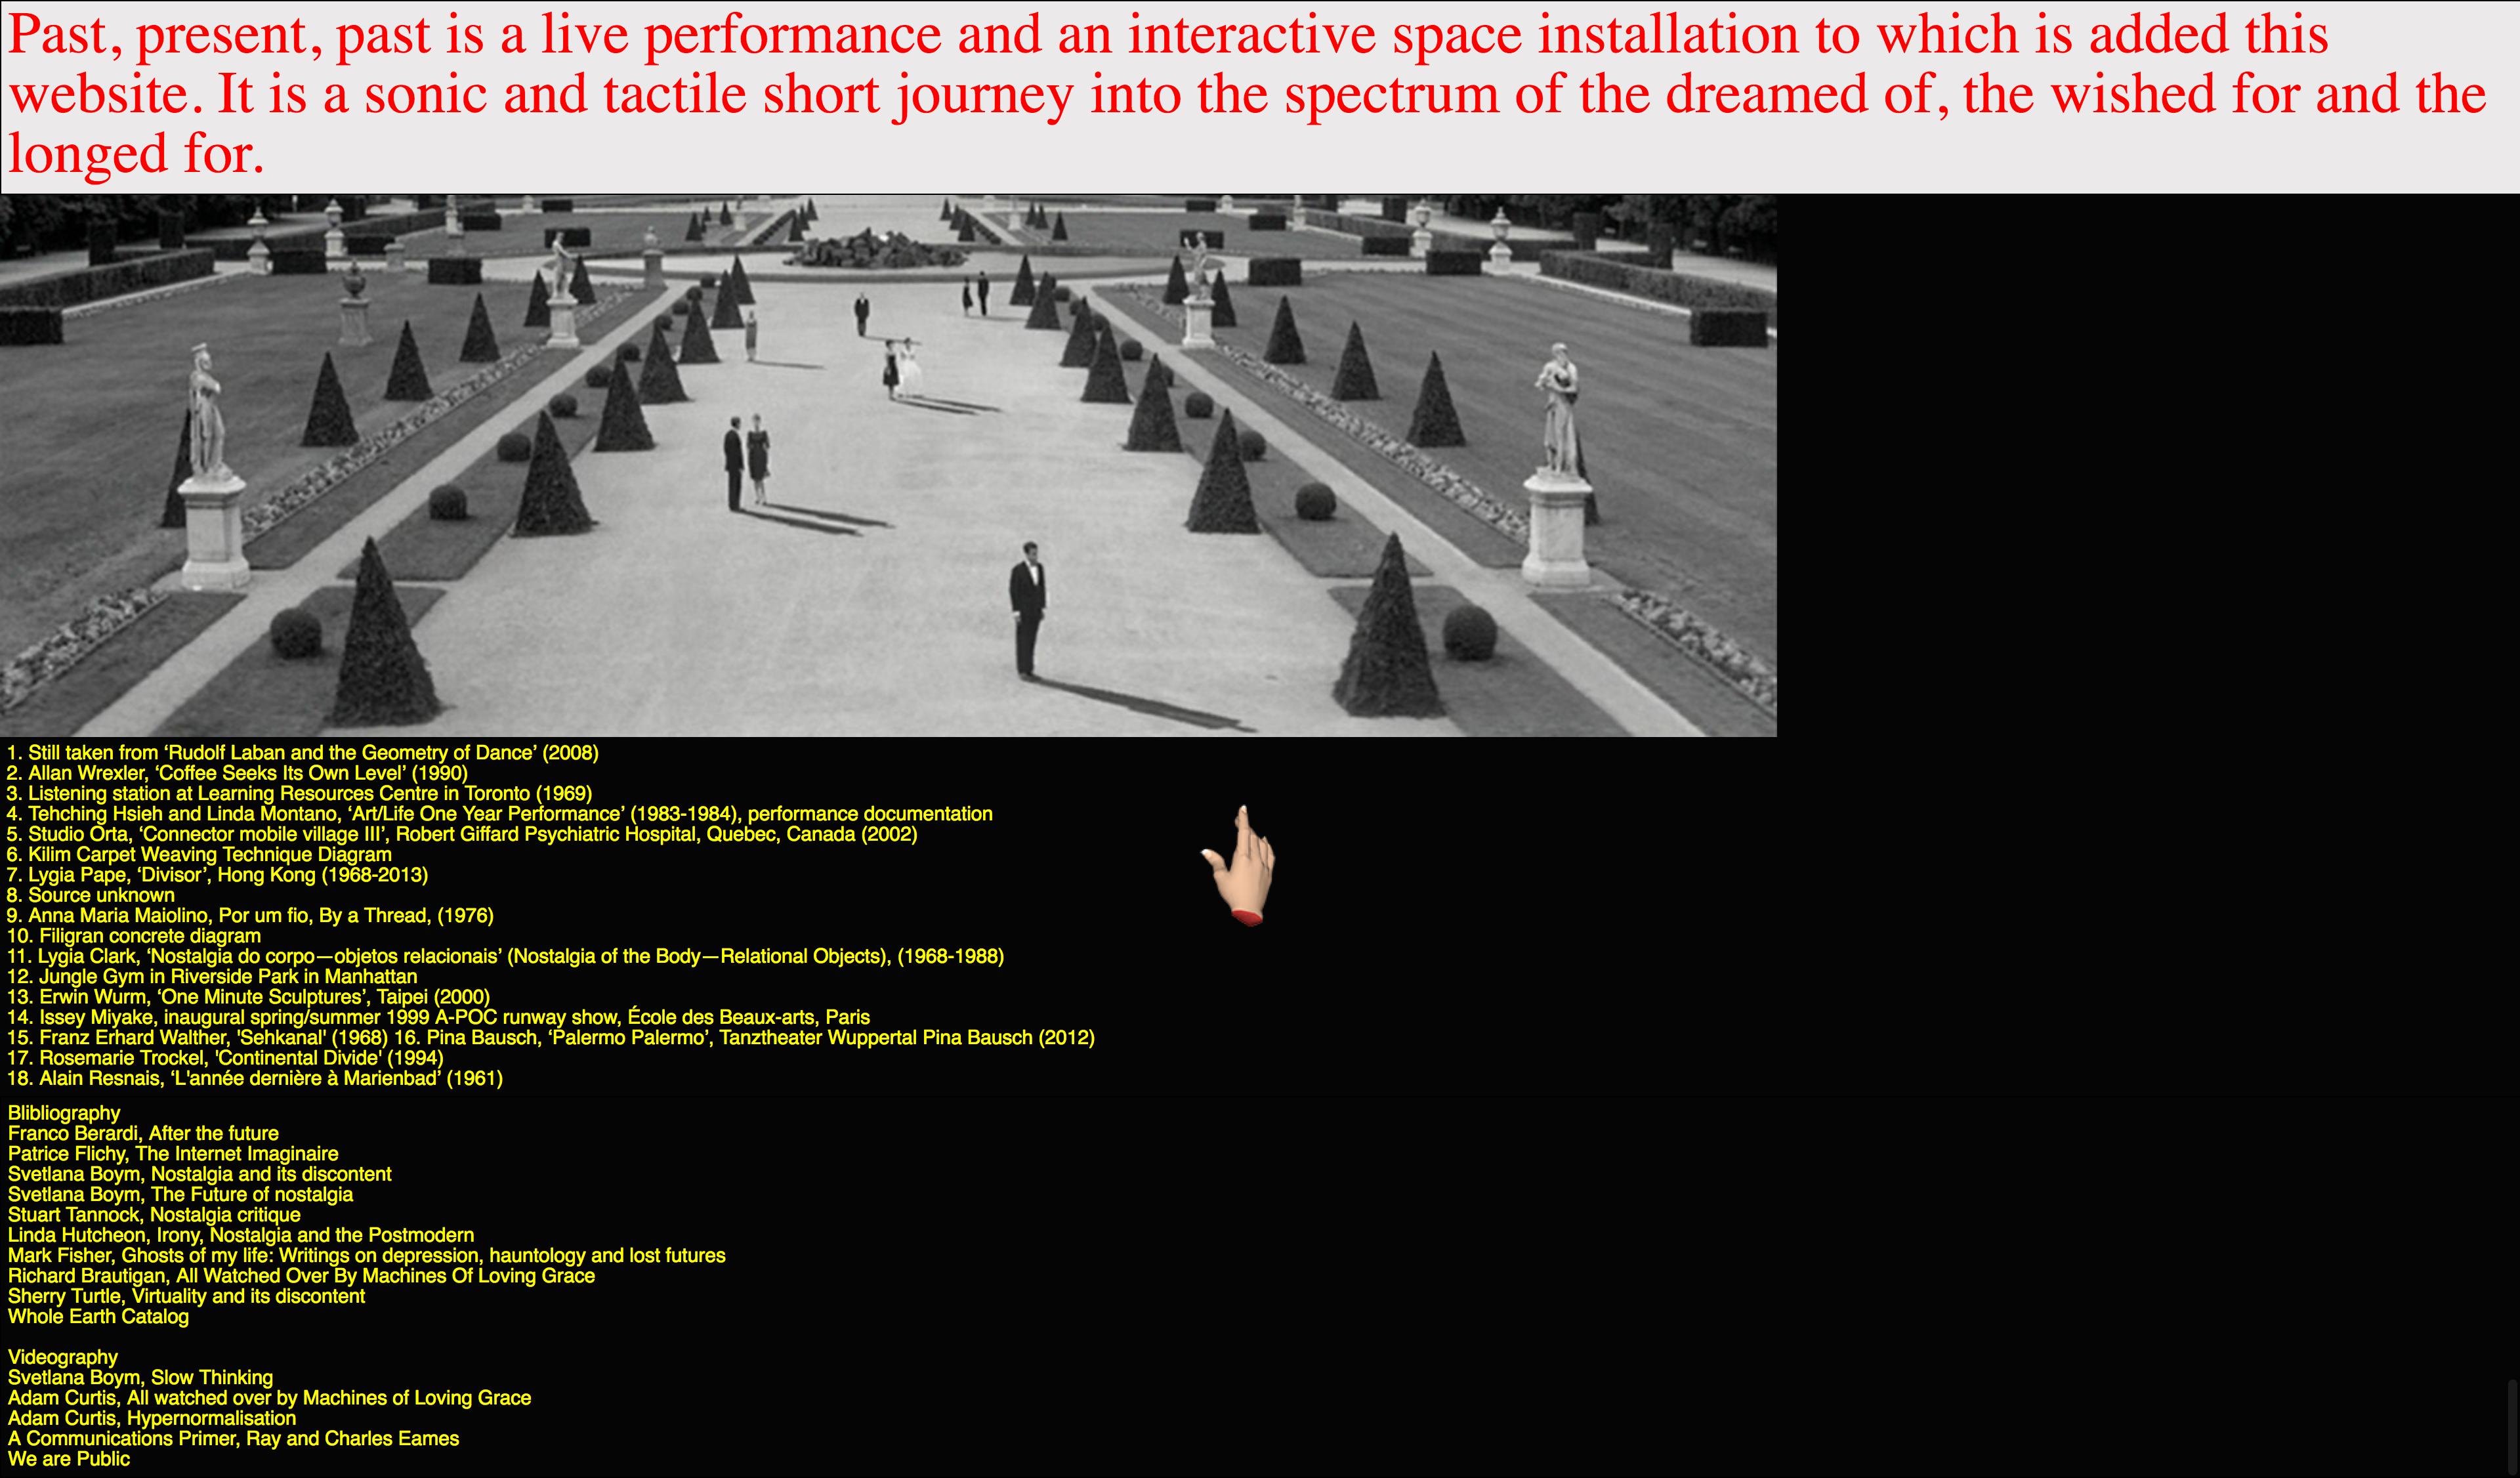 Past, present, past is a live performance and an interactive space installation to which is added this
website. It is a sonic and tactile short journey into the spectrum of the dreamed of, the wished for and the
longed for.
1. Still taken from ‘Rudolf Laban and the Geometry of Dance’ (2008)
2. Allan Wrexler, ‘Coffee Seeks Its Own Level’ (1990)
3. Listening station at Learning Resources Centre in Toronto (1969)
4. Tehching Hsieh and Linda Montano, ‘Art/Life One Year Performance’ (1983-1984), performance documentation
5. Studio Orta, ‘Connector mobile village III’, Robert Giffard Psychiatric Hospital, Quebec, Canada (2002)
6. Kilim Carpet Weaving Technique Diagram
7. Lygia Pape, ‘Divisor’, Hong Kong (1968-2013)
8. Source unknown
9. Anna Maria Maiolino, Por um fio, By a Thread, (1976)
10. Filigran concrete diagram
11. Lygia Clark, ‘Nostalgia do corpo—objetos relacionais’ (Nostalgia of the Body—Relational Objects), (1968-1988)
12. Jungle Gym in Riverside Park in Manhattan
13. Erwin Wurm, ‘One Minute Sculptures’, Taipei (2000)
14. Issey Miyake, inaugural spring/summer 1999 A-POC runway show, École des Beaux-arts, Paris
15. Franz Erhard Walther, 'Sehkanal' (1968) 16. Pina Bausch, ‘Palermo Palermo’, Tanztheater Wuppertal Pina Bausch (2012)
17. Rosemarie Trockel, 'Continental Divide' (1994)
18. Alain Resnais, ‘L'année dernière à Marienbad’ (1961)
Blibliography
Franco Berardi, After the future
Patrice Flichy, The Internet Imaginaire
Svetlana Boym, Nostalgia and its discontent
Svetlana Boym, The Future of nostalgia
Stuart Tannock, Nostalgia critique
Linda Hutcheon, Irony, Nostalgia and the Postmodern
Mark Fisher, Ghosts of my life: Writings on depression, hauntology and lost futures
Richard Brautigan, All Watched Over By Machines Of Loving Grace
Sherry Turtle, Virtuality and its discontent
Whole Earth Catalog
Videography
Svetlana Boym, Slow Thinking
Adam Curtis, All watched over by Machines of Loving Grace
Adam Curtis, Hypernormalisation
A Communications Primer, Ray and Charles Eames
We are Public